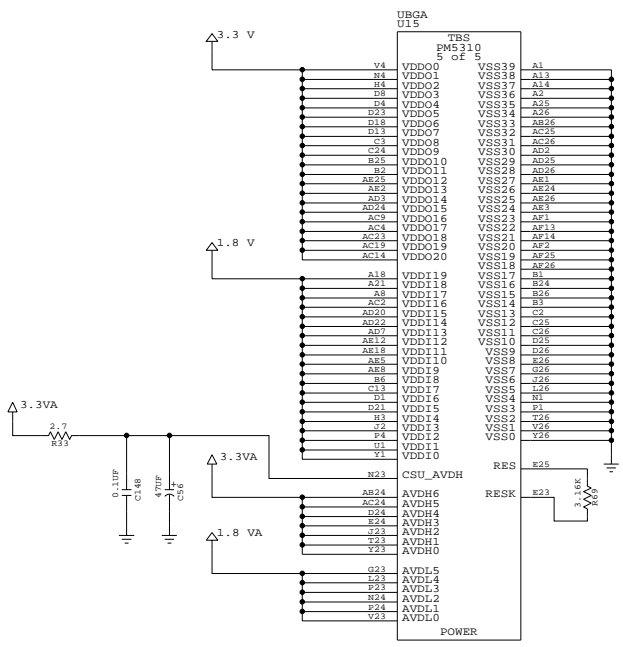 UBGA
U15
TBS
PM5310
5 of 5
3.3 V
V4 VDDO0 VSS39 A1
N4 VDDO1 VSS38 A13
H4 VDDO2 VSS37 A14
D8 VDDO3 VSS36 A2
D4 VDDO4 VSS35 A25
D23 VDDO5 VSS34 A26
D18 VDDO6 VSS33 AB26
D13 VDDO7 VSS32 AC25
C3 VDDO8 VSS31 AC26
C24 VDDO9 VSS30 AD2
B25 VDDO10 VSS29 AD25
B2 VDDO11 VSS28 AD26
AE25 VDDO12 VSS27 AE1
AE2 VDDO13 VSS26 AE24
AD3 VDDO14 VSS25 AE26
AD24 VDDO15 VSS24 AE3
AC9 VDDO16 VSS23 AF1
AC4 VDDO17 VSS22 AF13
AC23 VDDO18 VSS21 AF14
AC19 VDDO19 VSS20 AF2
AC14 VDDO20 VSS19 AF25
VSS18 AF26
1.8 V
A18 VDDI19 VSS17 B1
A21 VDDI18 VSS16 B24
A8 VDDI17 VSS15 B26
AC2 VDDI16 VSS14 B3
AD20 VDDI15 VSS13 C2
AD22 VDDI14 VSS12 C25
AD7 VDDI13 VSS11 C26
AE12 VDDI12 VSS10 D25
AE18 VDDI11 VSS9 D26
AE5 VDDI10 VSS8 E26
AE8 VDDI9 VSS7 G26
B6 VDDI8 VSS6 J26
C13 VDDI7 VSS5 L26
D1 VDDI6 VSS4 N1
D21 VDDI5 VSS3 P1
H3 VDDI4 VSS2 T26
J2 VDDI3 VSS1 V26
P4 VDDI2 VSS0 Y26
U1 VDDI1
Y1 VDDI0
3.3VA
2.7
R33
0.1UF
C148
47UF
+
C56
N23 CSU_AVDH
RES E25
RESK E23
3.16K
R69
3.3VA
AB24 AVDH6
AC24 AVDH5
D24 AVDH4
E24 AVDH3
J23 AVDH2
T23 AVDH1
Y23 AVDH0
1.8 VA
G23 AVDL5
L23 AVDL4
P23 AVDL3
N24 AVDL2
P24 AVDL1
V23 AVDL0
POWER